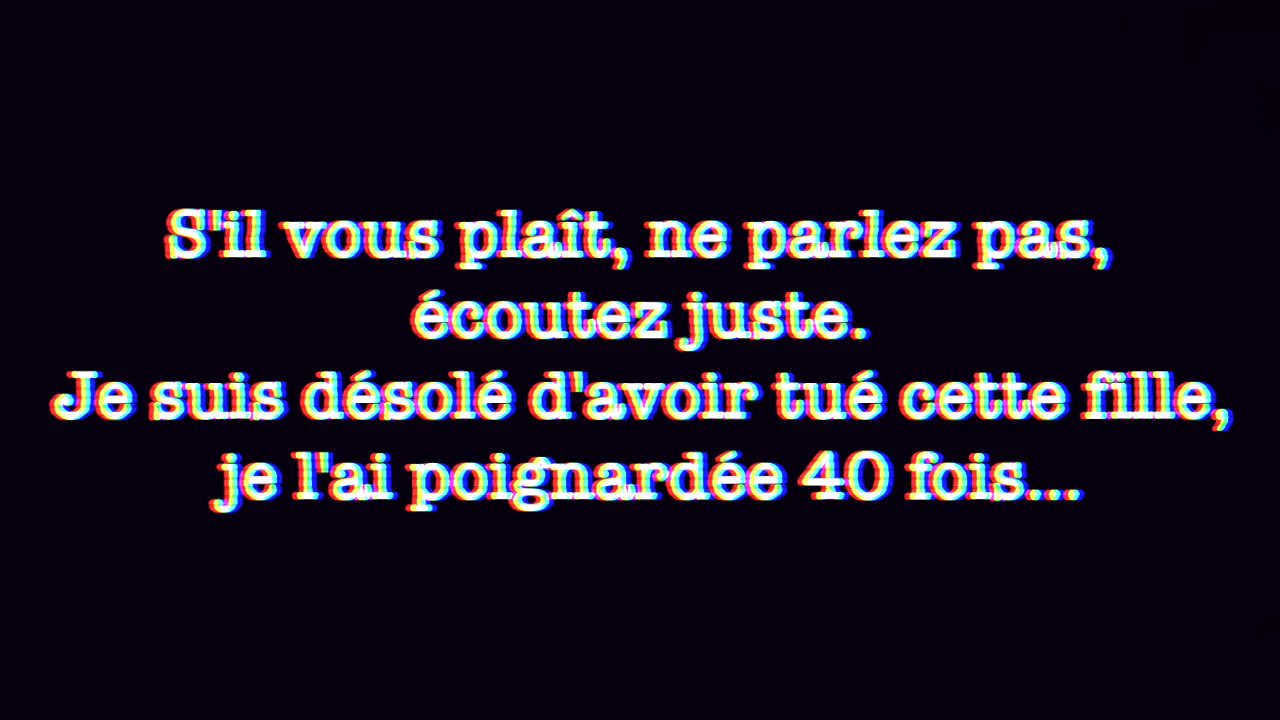 S'il vous plaît, ne parlez pas,
écoutez juste.
Je suis désolé d'avoir tué cette fille,
je l'ai poignardée 40 fois...